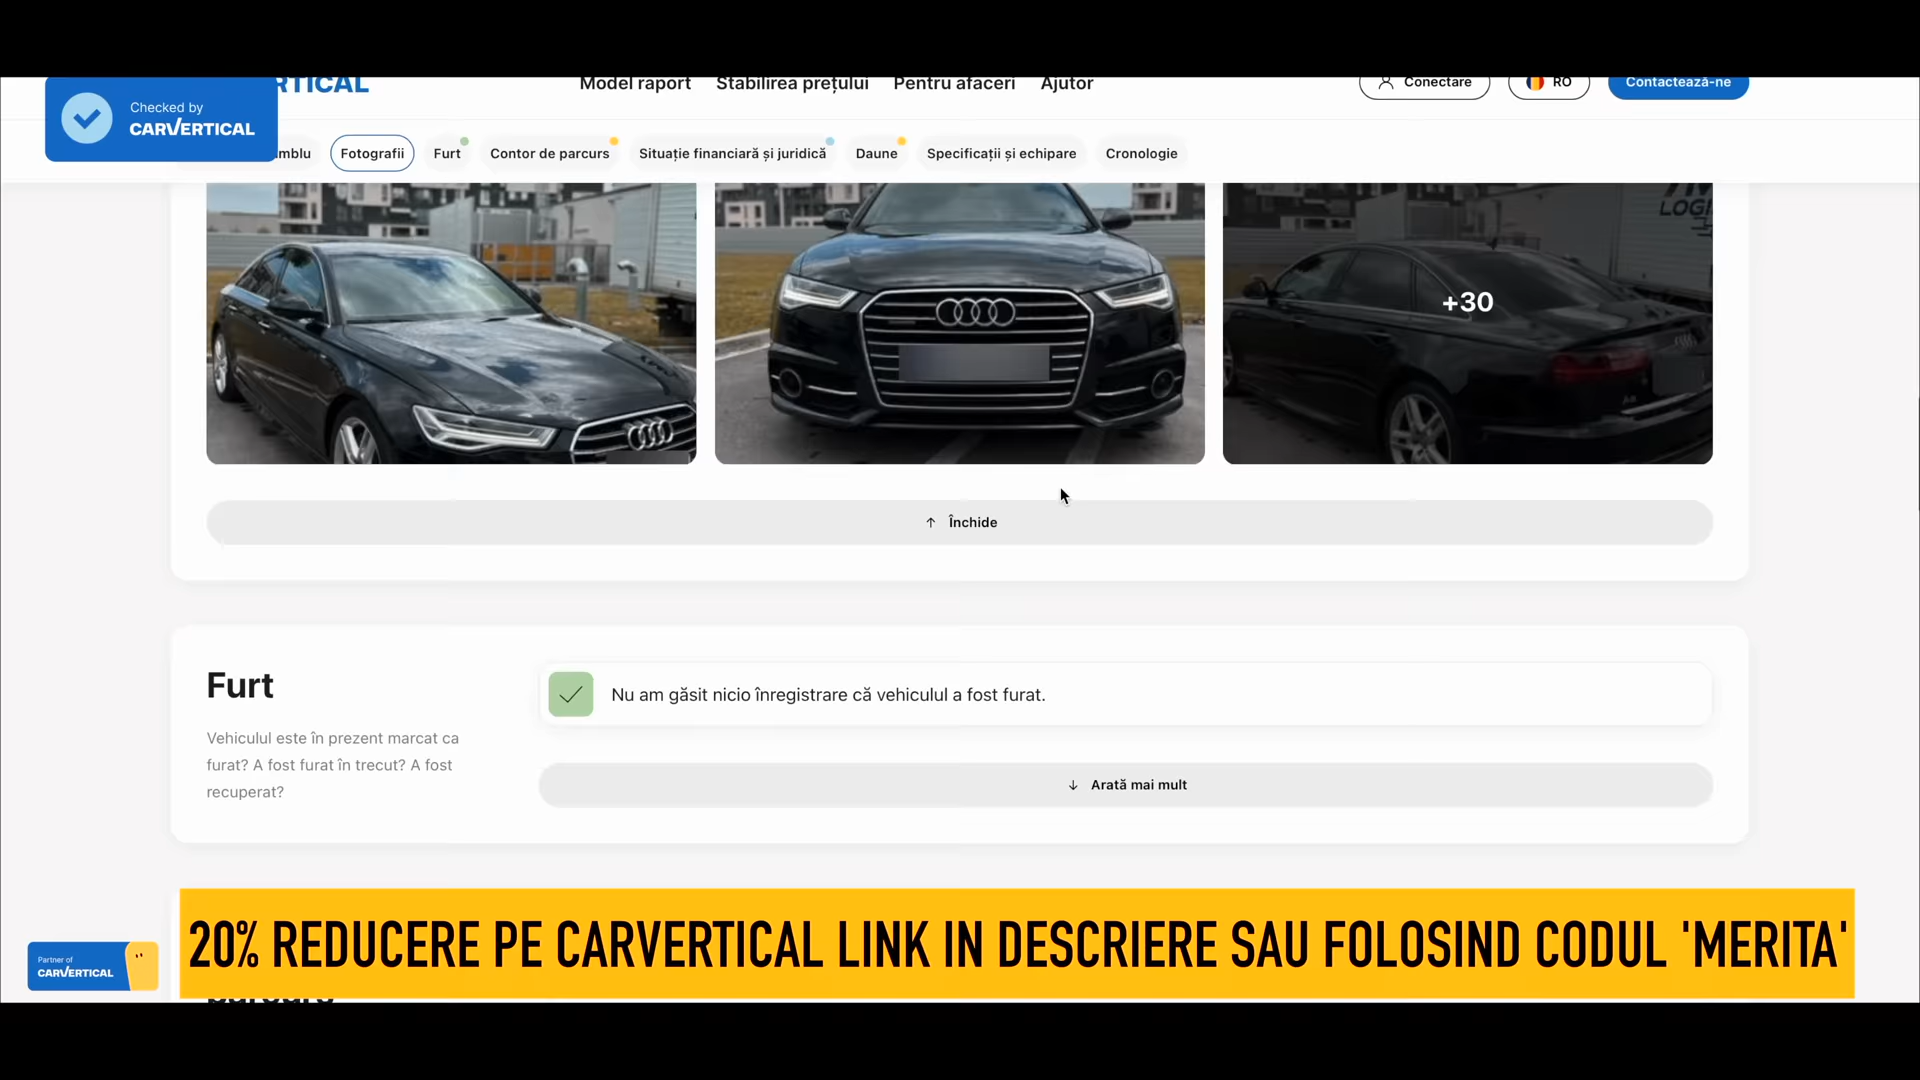 RTICAL
Model raport
Stabilirea prețului
Pentru afaceri
Ajutor
Conectare
RO
Contactează-ne
Checked by
CARVERTICAL
mblu
Fotografii
Furt
Contor de parcurs
Situație financiară și juridică
Daune
Specificații și echipare
Cronologie
LOGI
+30
A6
↑ Închide
Furt
Nu am găsit nicio înregistrare că vehiculul a fost furat.
Vehiculul este în prezent marcat ca
furat? A fost furat în trecut? A fost
recuperat?
↓ Arată mai mult
20% REDUCERE PE CARVERTICAL LINK IN DESCRIERE SAU FOLOSIND CODUL 'MERITA'
Partner of
CARVERTICAL
parcurs